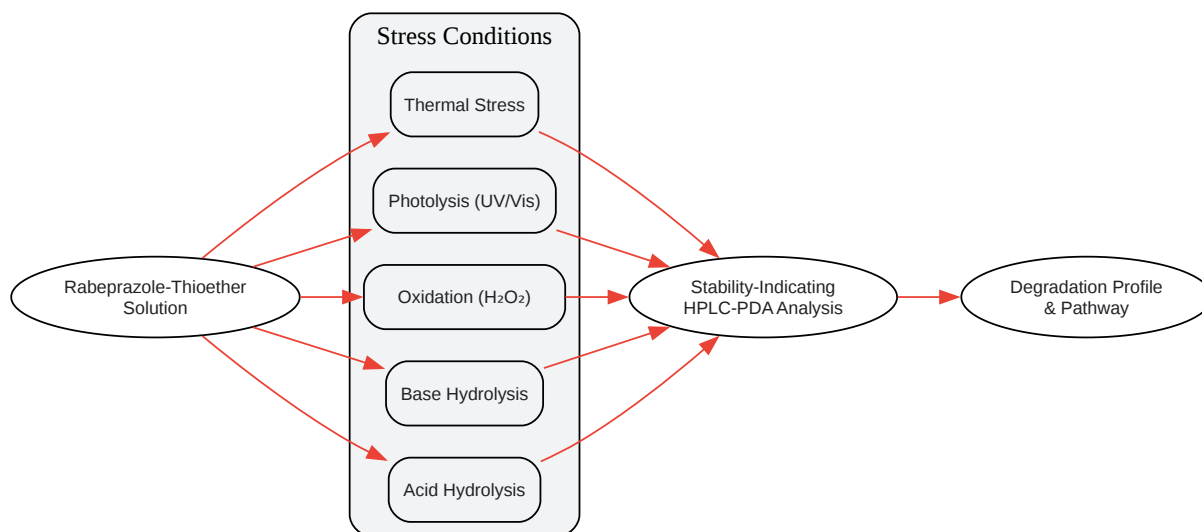 Stress Conditions
Thermal Stress
Photolysis (UV/Vis)
Rabeprazole-Thioether
Solution
Oxidation (H₂O₂)
Stability-Indicating
HPLC-PDA Analysis
Degradation Profile
& Pathway
Base Hydrolysis
Acid Hydrolysis